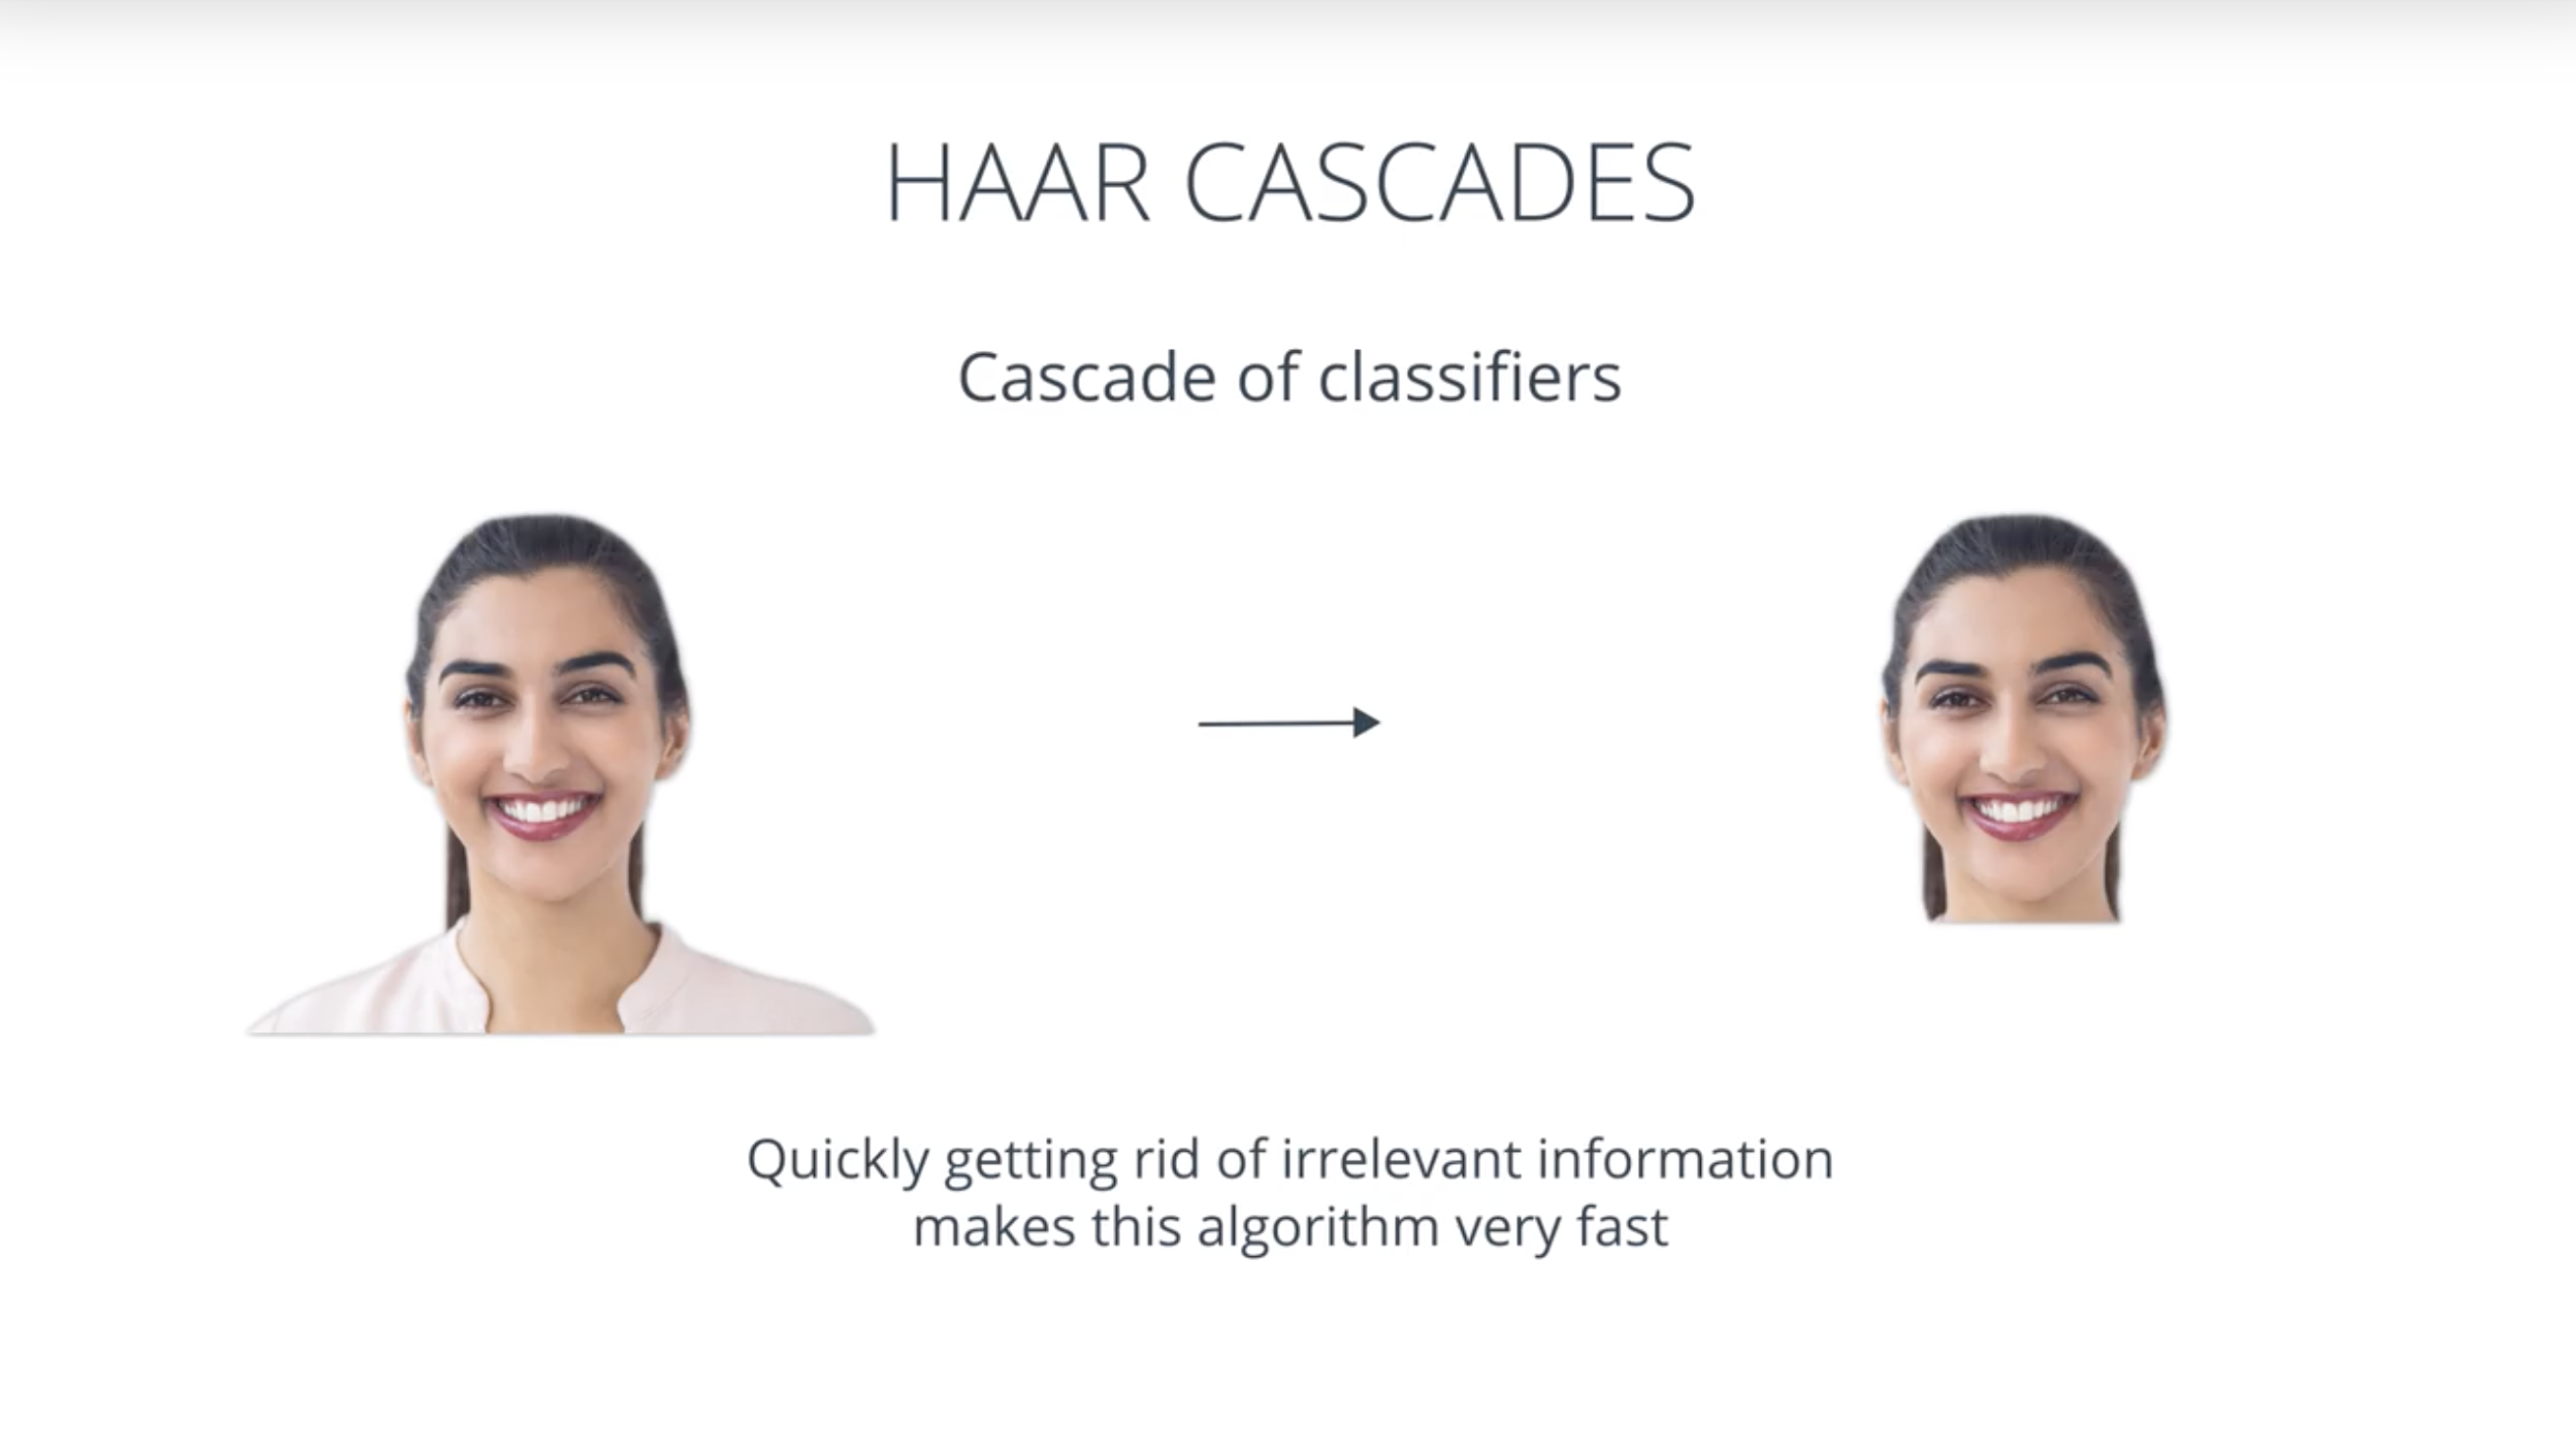 HAAR CASCADES
Cascade of classifiers
Quickly getting rid of irrelevant information
makes this algorithm very fast